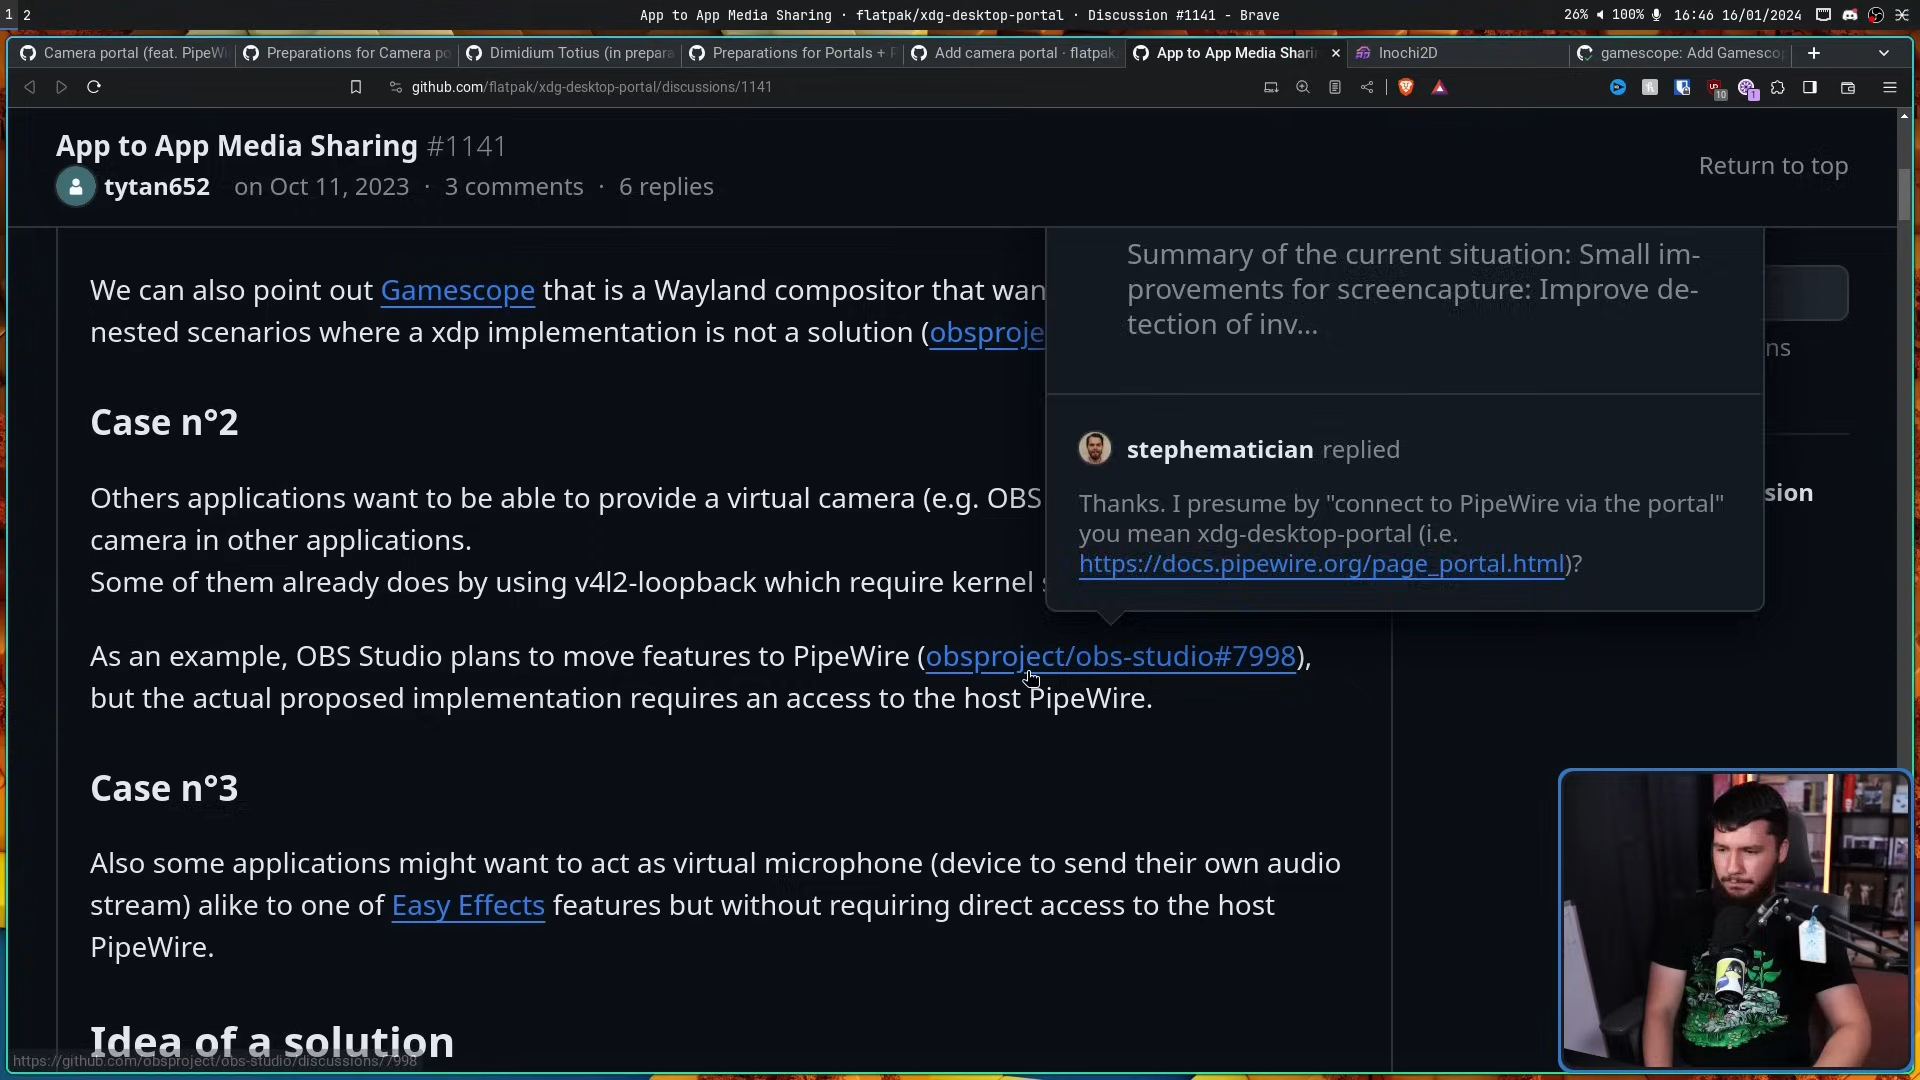 1 2
App to App Media Sharing · flatpak/xdg-desktop-portal · Discussion #1141 - Brave
26% 100% 16:46 16/01/2024
Camera portal (feat. PipeWi
Preparations for Camera po
Dimidium Totius (in prepara
Preparations for Portals +
Add camera portal · flatpak
App to App Media Sharin
Inochi2D
gamescope: Add Gamesco
github.com/flatpak/xdg-desktop-portal/discussions/1141
10
1
App to App Media Sharing #1141
Return to top
tytan652 on Oct 11, 2023 · 3 comments · 6 replies
Summary of the current situation: Small im-
provements for screencapture: Improve de-
tection of inv...
We can also point out Gamescope that is a Wayland compositor that wan
nested scenarios where a xdp implementation is not a solution (obsproje
ns
Case n°2
stephematician replied
Thanks. I presume by "connect to PipeWire via the portal"
you mean xdg-desktop-portal (i.e.
https://docs.pipewire.org/page_portal.html)?
sion
Others applications want to be able to provide a virtual camera (e.g. OBS
camera in other applications.
Some of them already does by using v4l2-loopback which require kernel s
As an example, OBS Studio plans to move features to PipeWire (obsproject/obs-studio#7998),
but the actual proposed implementation requires an access to the host PipeWire.
Case n°3
Also some applications might want to act as virtual microphone (device to send their own audio
stream) alike to one of Easy Effects features but without requiring direct access to the host
PipeWire.
Idea of a solution
https://github.com/obsproject/obs-studio/discussions/7998